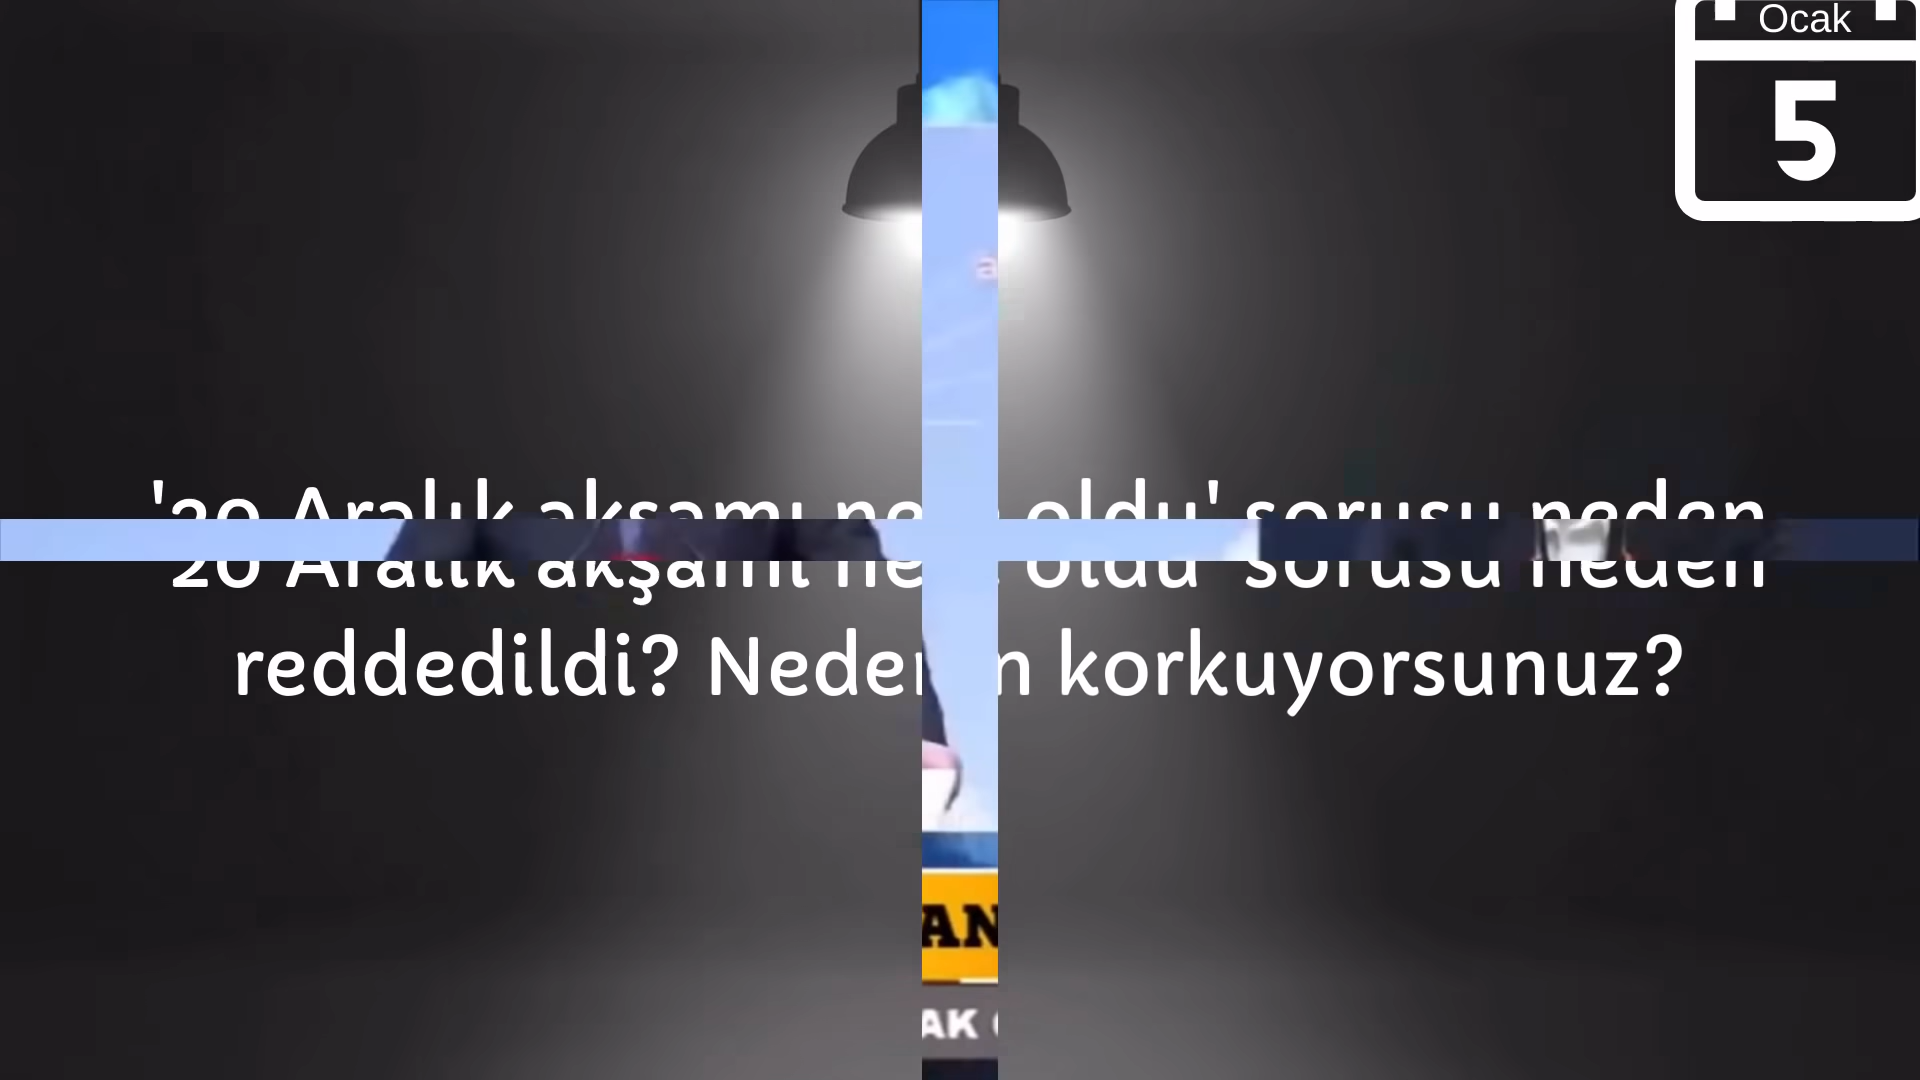 Ocak
5
'20 Aralık akşamı ne oldu' sorusu neden
reddedildi? Neden korkuyorsunuz?
AN
AK